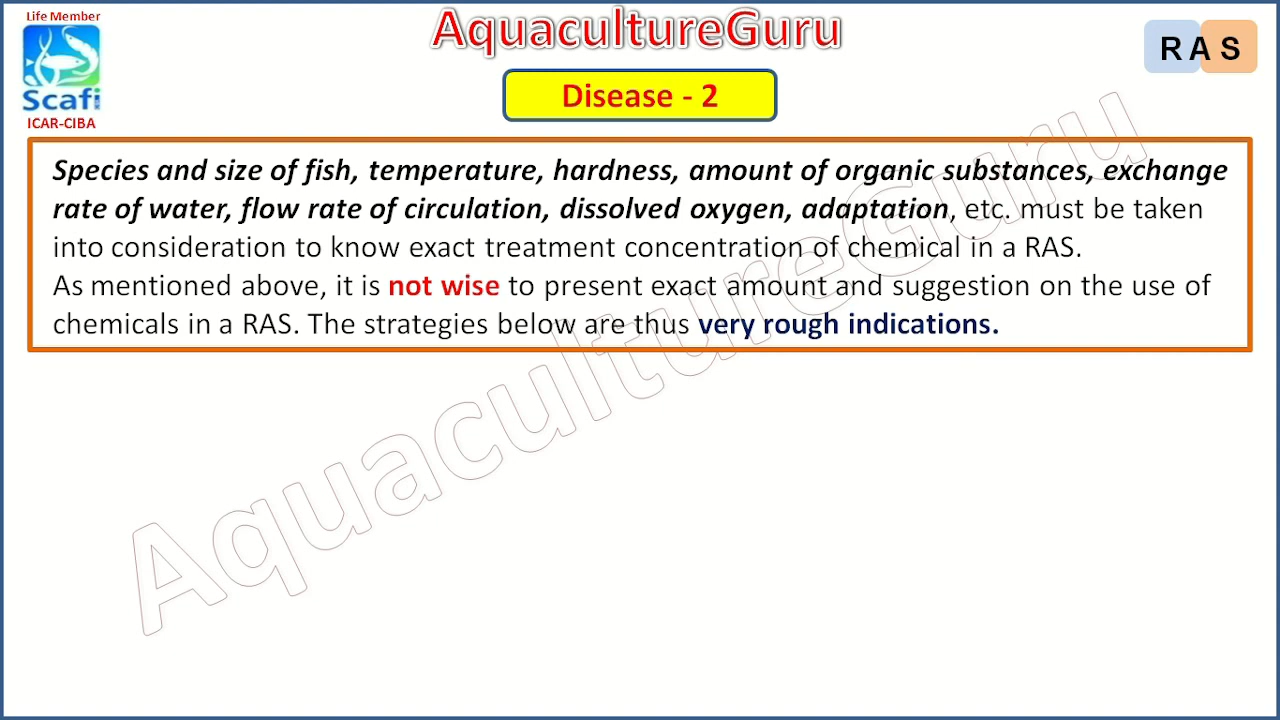 Life Member
AquacultureGuru
R A S
Scafi
Disease - 2
ICAR-CIBA
Species and size of fish, temperature, hardness, amount of organic substances, exchange
rate of water, flow rate of circulation, dissolved oxygen, adaptation, etc. must be taken
into consideration to know exact treatment concentration of chemical in a RAS.
As mentioned above, it is not wise to present exact amount and suggestion on the use of
chemicals in a RAS. The strategies below are thus very rough indications.
AquacultureGuru